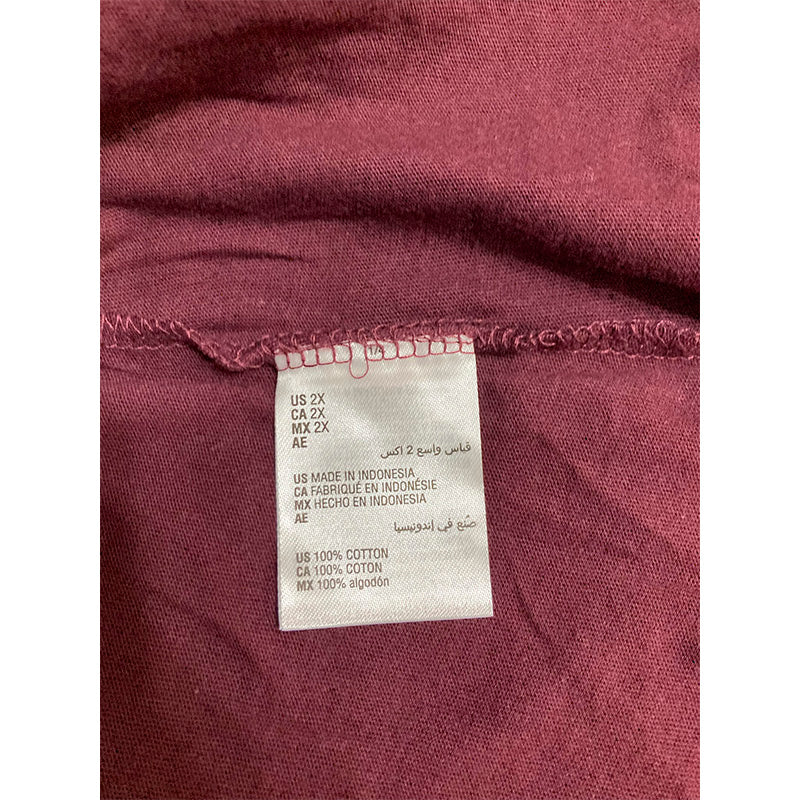 1/
US 2X
CA 2X
MX 2X
AE
قياس واسع 2 اكس
US MADE IN INDONESIA
CA FABRIQUÉ EN INDONÉSIE
MX HECHO EN INDONESIA
AE
صُنع في إندونيسيا
US 100% COTTON
CA 100% COTON
MX 100% algodón